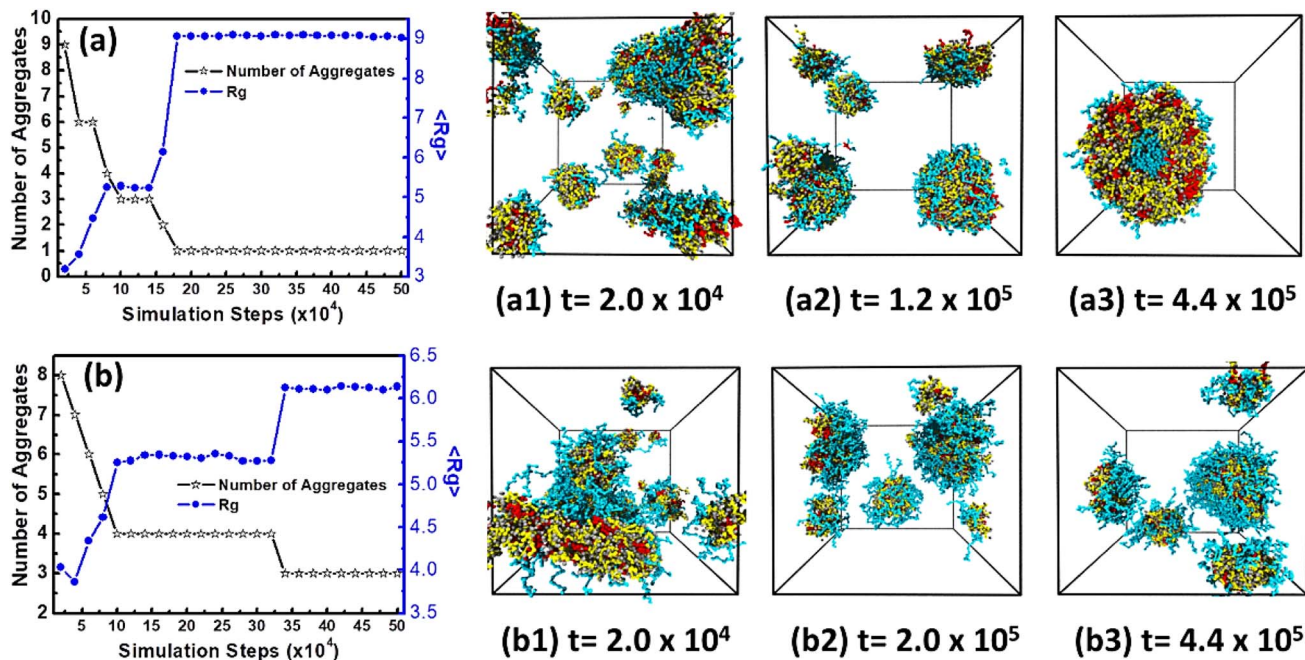 (a)
Number of Aggregates
10
9
8
7
6
5
4
3
2
1
0
Number of Aggregates
Rg
9
8
7
6
5
4
3
<Rg>
5 10 15 20 25 30 35 40 45 50
Simulation Steps (x10⁴)
(a1) t= 2.0 x 10⁴
(a2) t= 1.2 x 10⁵
(a3) t= 4.4 x 10⁵
(b)
Number of Aggregates
8
7
6
5
4
3
2
Number of Aggregates
Rg
6.5
6.0
5.5
5.0
4.5
4.0
3.5
<Rg>
5 10 15 20 25 30 35 40 45 50
Simulation Steps (x10⁴)
(b1) t= 2.0 x 10⁴
(b2) t= 2.0 x 10⁵
(b3) t= 4.4 x 10⁵